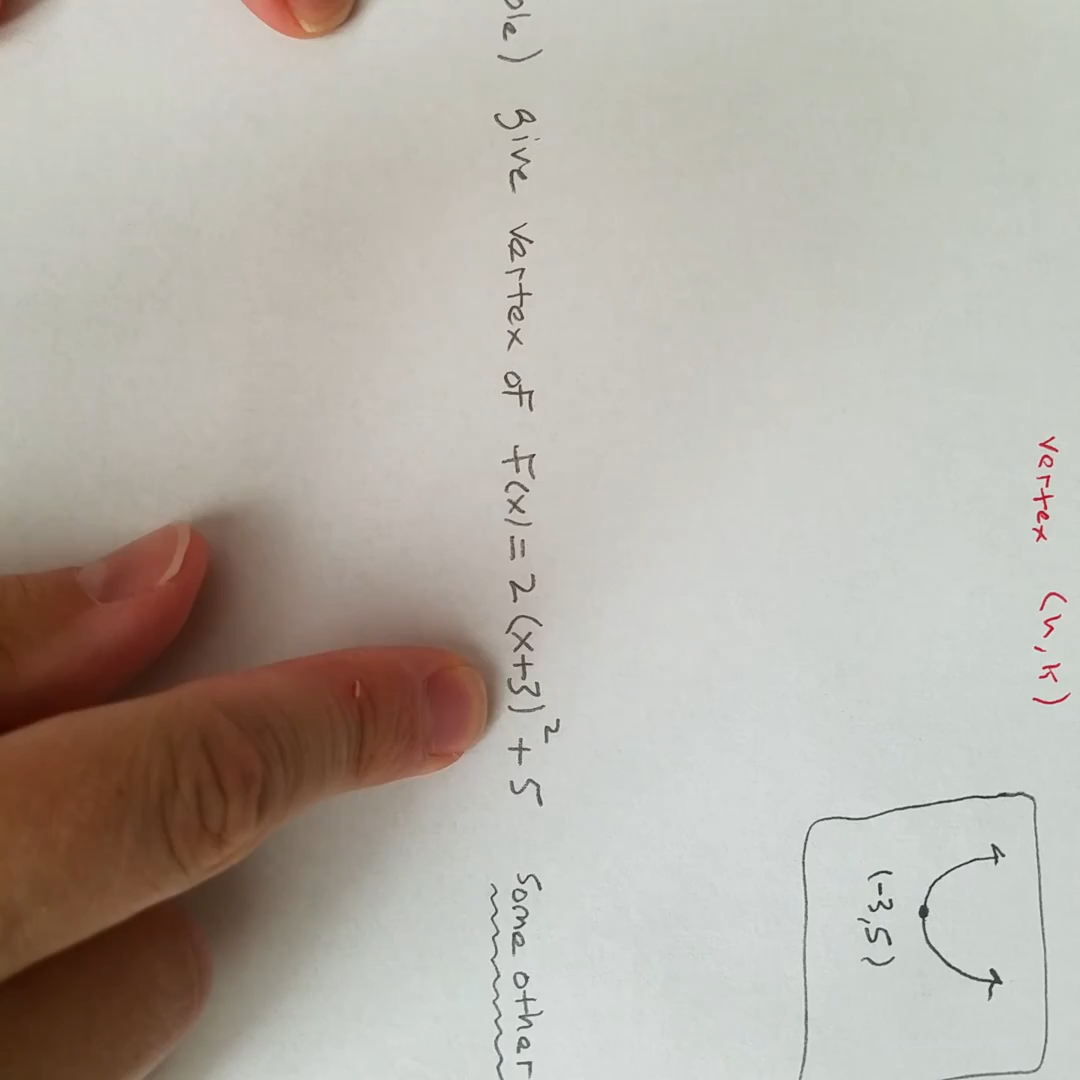 vertex (h, k)
(-3, 5)
give vertex of f(x) = 2(x+3)² + 5 some other